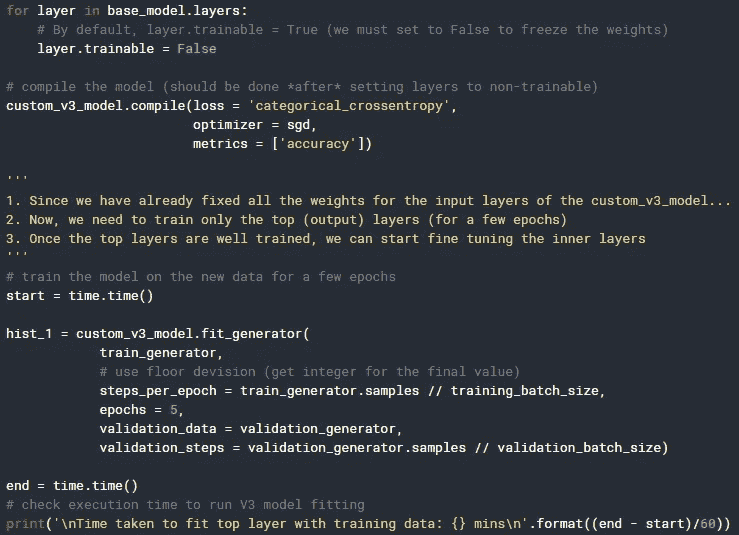 for layer in base_model.layers:
# By default, layer.trainable = True (we must set to False to freeze the weights)
layer.trainable = False
# compile the model (should be done *after* setting layers to non-trainable)
custom_v3_model.compile(loss = 'categorical_crossentropy',
optimizer = sgd,
metrics = ['accuracy'])
'''
1. Since we have already fixed all the weights for the input layers of the custom_v3_model...
2. Now, we need to train only the top (output) layers (for a few epochs)
3. Once the top layers are well trained, we can start fine tuning the inner layers
'''
# train the model on the new data for a few epochs
start = time.time()
hist_1 = custom_v3_model.fit_generator(
train_generator,
# use floor devision (get integer for the final value)
steps_per_epoch = train_generator.samples // training_batch_size,
epochs = 5,
validation_data = validation_generator,
validation_steps = validation_generator.samples // validation_batch_size)
end = time.time()
# check execution time to run V3 model fitting
print('\nTime taken to fit top layer with training data: {} mins\n'.format((end - start)/60))